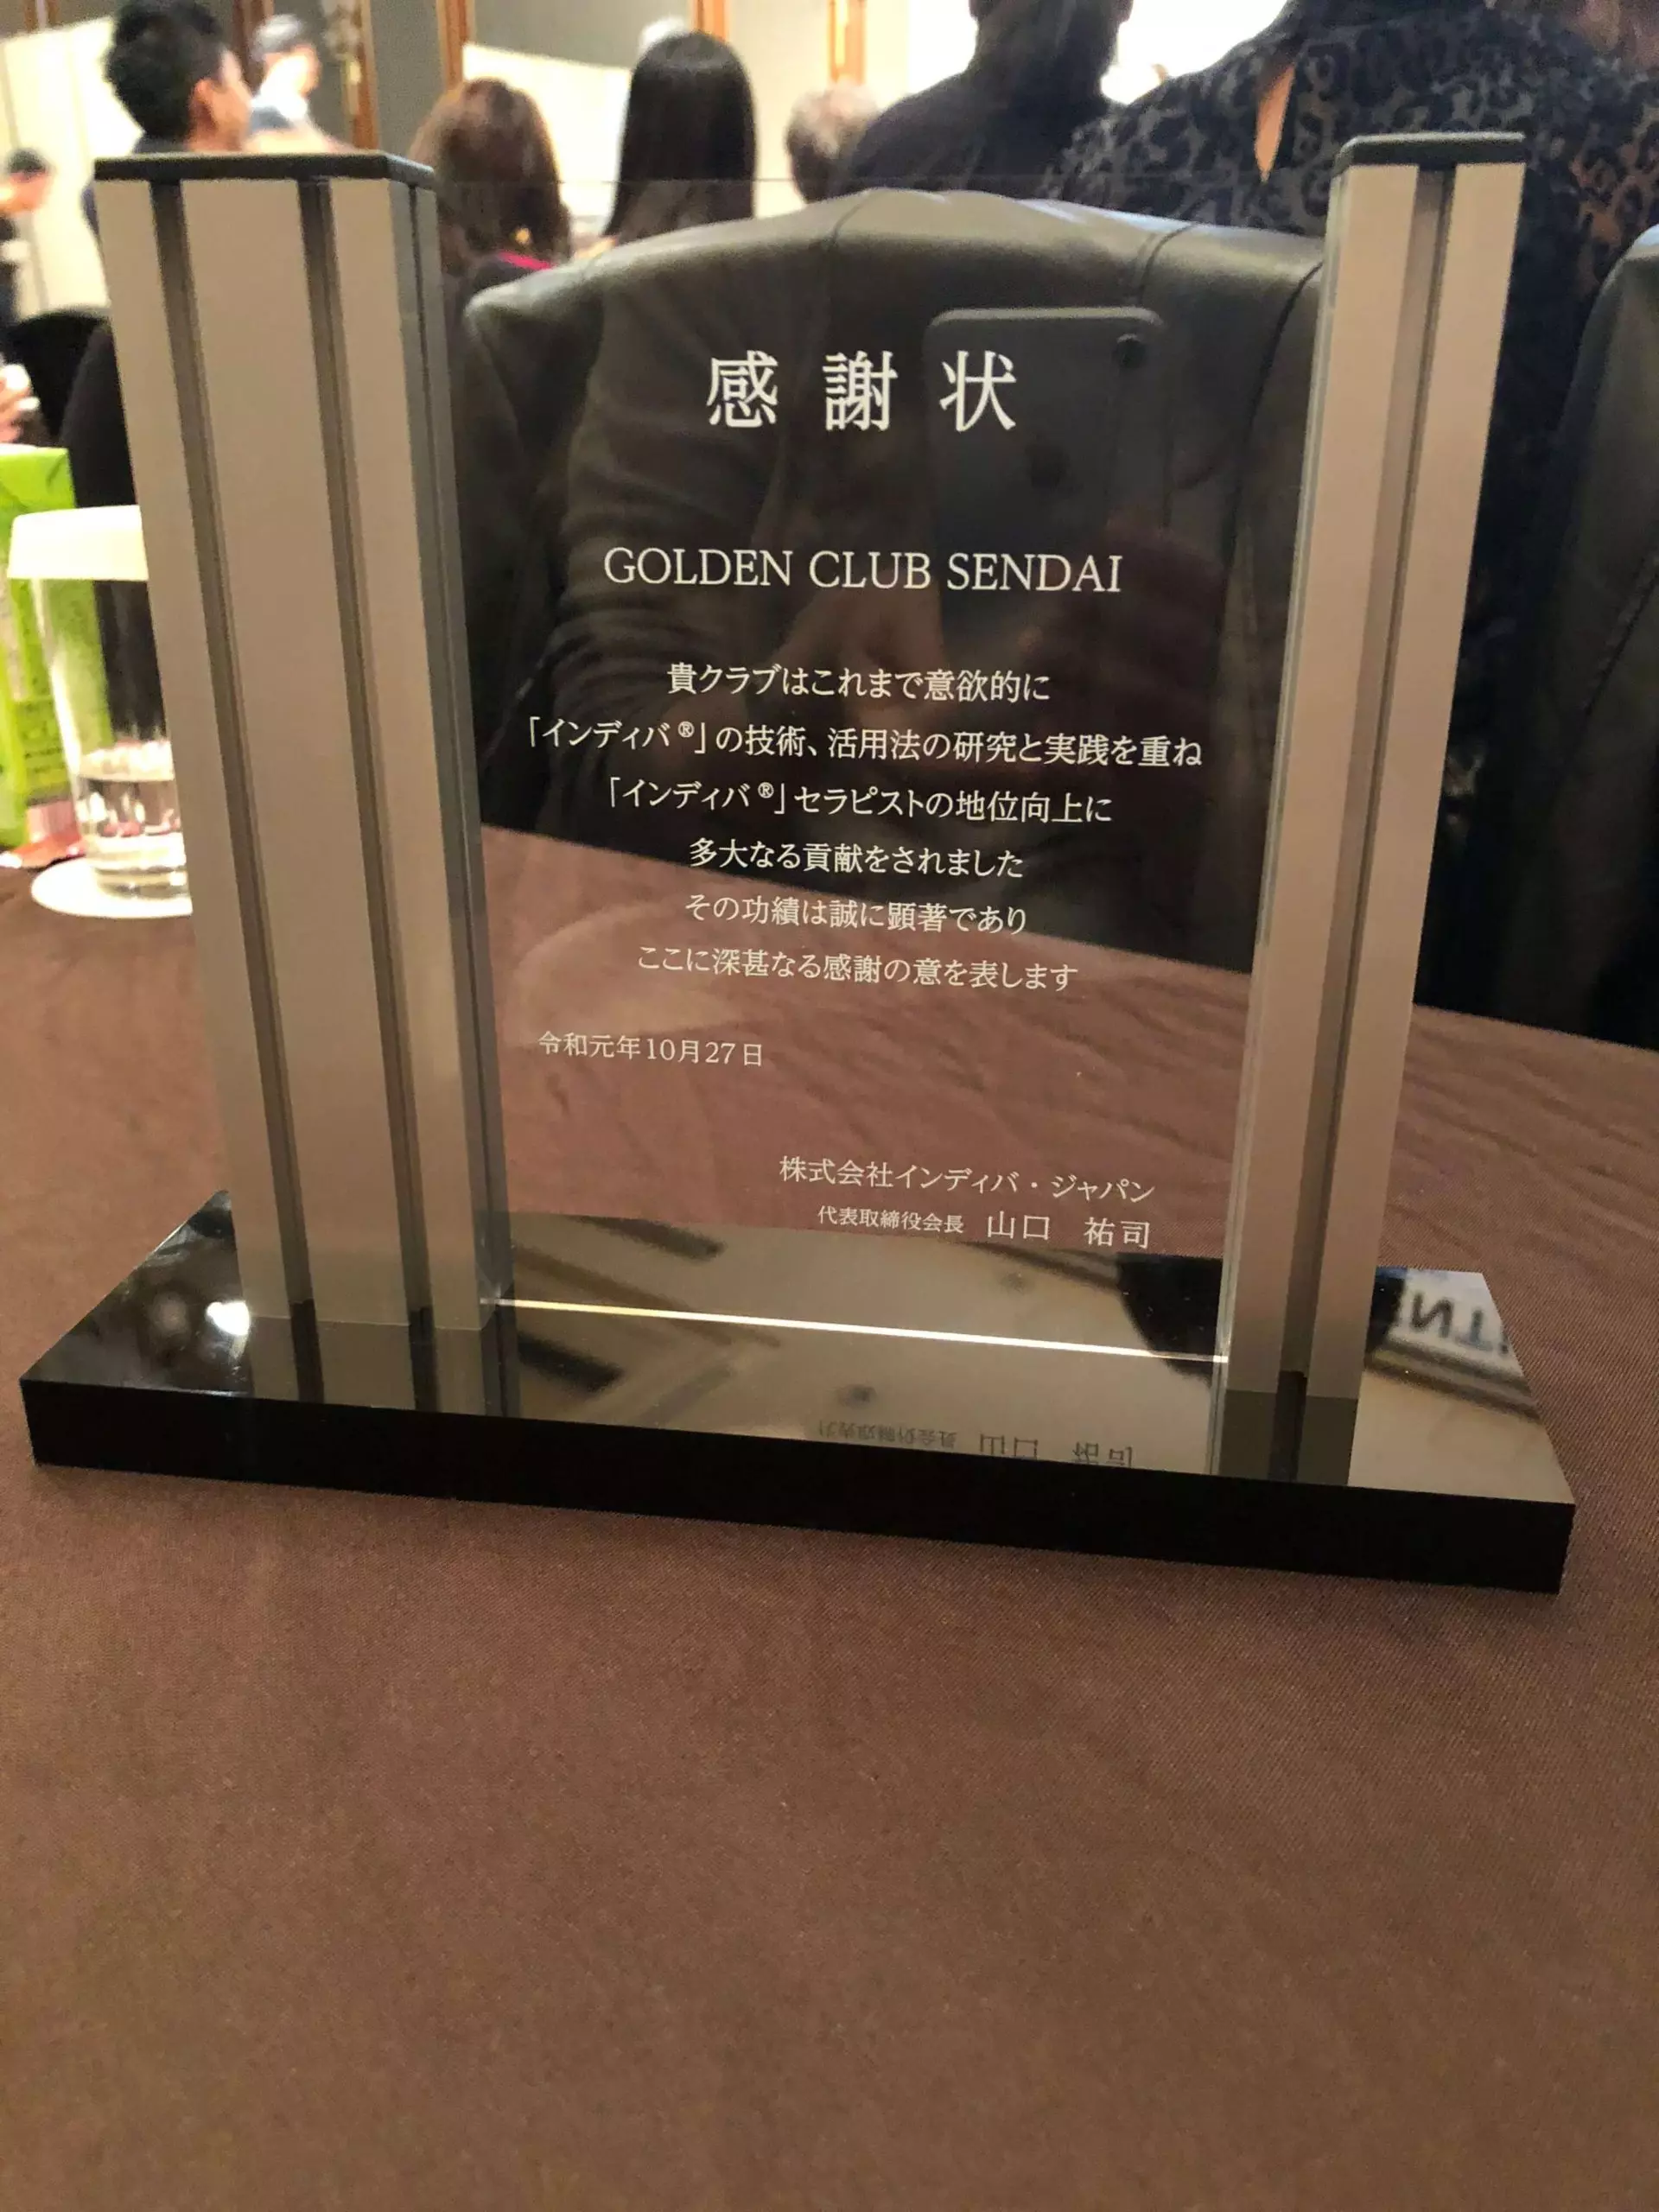 感謝状
GOLDEN CLUB SENDAI
貴クラブはこれまで意欲的に
「インディバ®」の技術、活用法の研究と実践を重ね
「インディバ®」セラピストの地位向上に
多大なる貢献をされました
その功績は誠に顕著であり
ここに深甚なる感謝の意を表します
令和元年10月27日
株式会社インディバ・ジャパン
代表取締役会長 山口 祐司